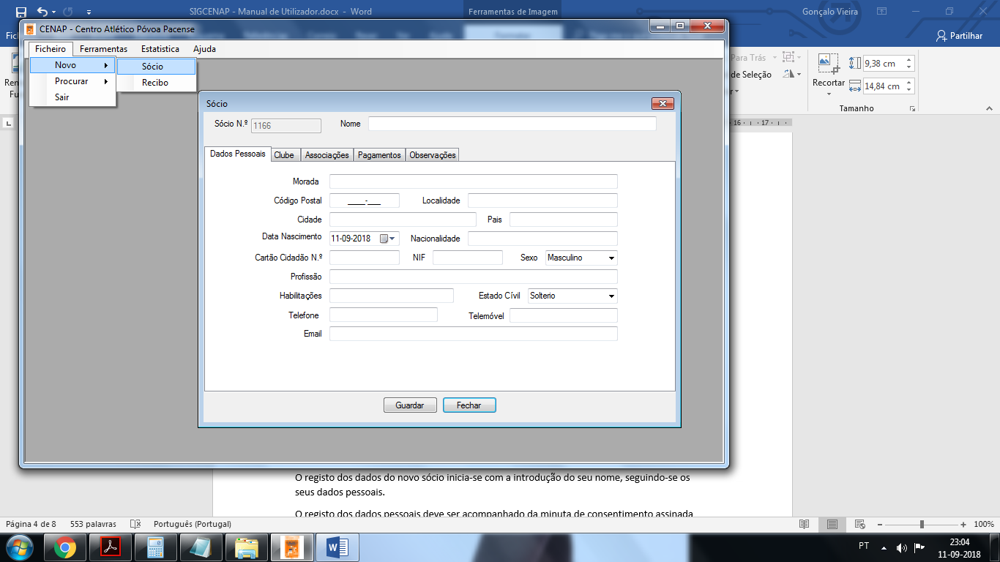 SIGCENAP - Manual de Utilizador.docx - Word
Ferramentas de Imagem
Gonçalo Vieira
Partilhar
CENAP - Centro Atlético Póvoa Pacense
Ficheiro Ferramentas Estatistica Ajuda
Novo
Procurar
Sair
Sócio
Recibo
Para Trás
de Seleção
Recortar
9,38 cm
14,84 cm
Tamanho
16 17
Sócio
Sócio N.º 1166 Nome
Dados Pessoais Clube Associações Pagamentos Observações
Morada
Código Postal ____-___ Localidade
Cidade Pais
Data Nascimento 11-09-2018 Nacionalidade
Cartão Cidadão N.º NIF Sexo Masculino
Profissão
Habilitações Estado Cívil Solterio
Telefone Telemóvel
Email
Guardar Fechar
O registo dos dados do novo sócio inicia-se com a introdução do seu nome, seguindo-se os
seus dados pessoais.
O registo dos dados pessoais deve ser acompanhado da minuta de consentimento assinada
Página 4 de 8 553 palavras Português (Portugal) 100%
PT 23:04
11-09-2018